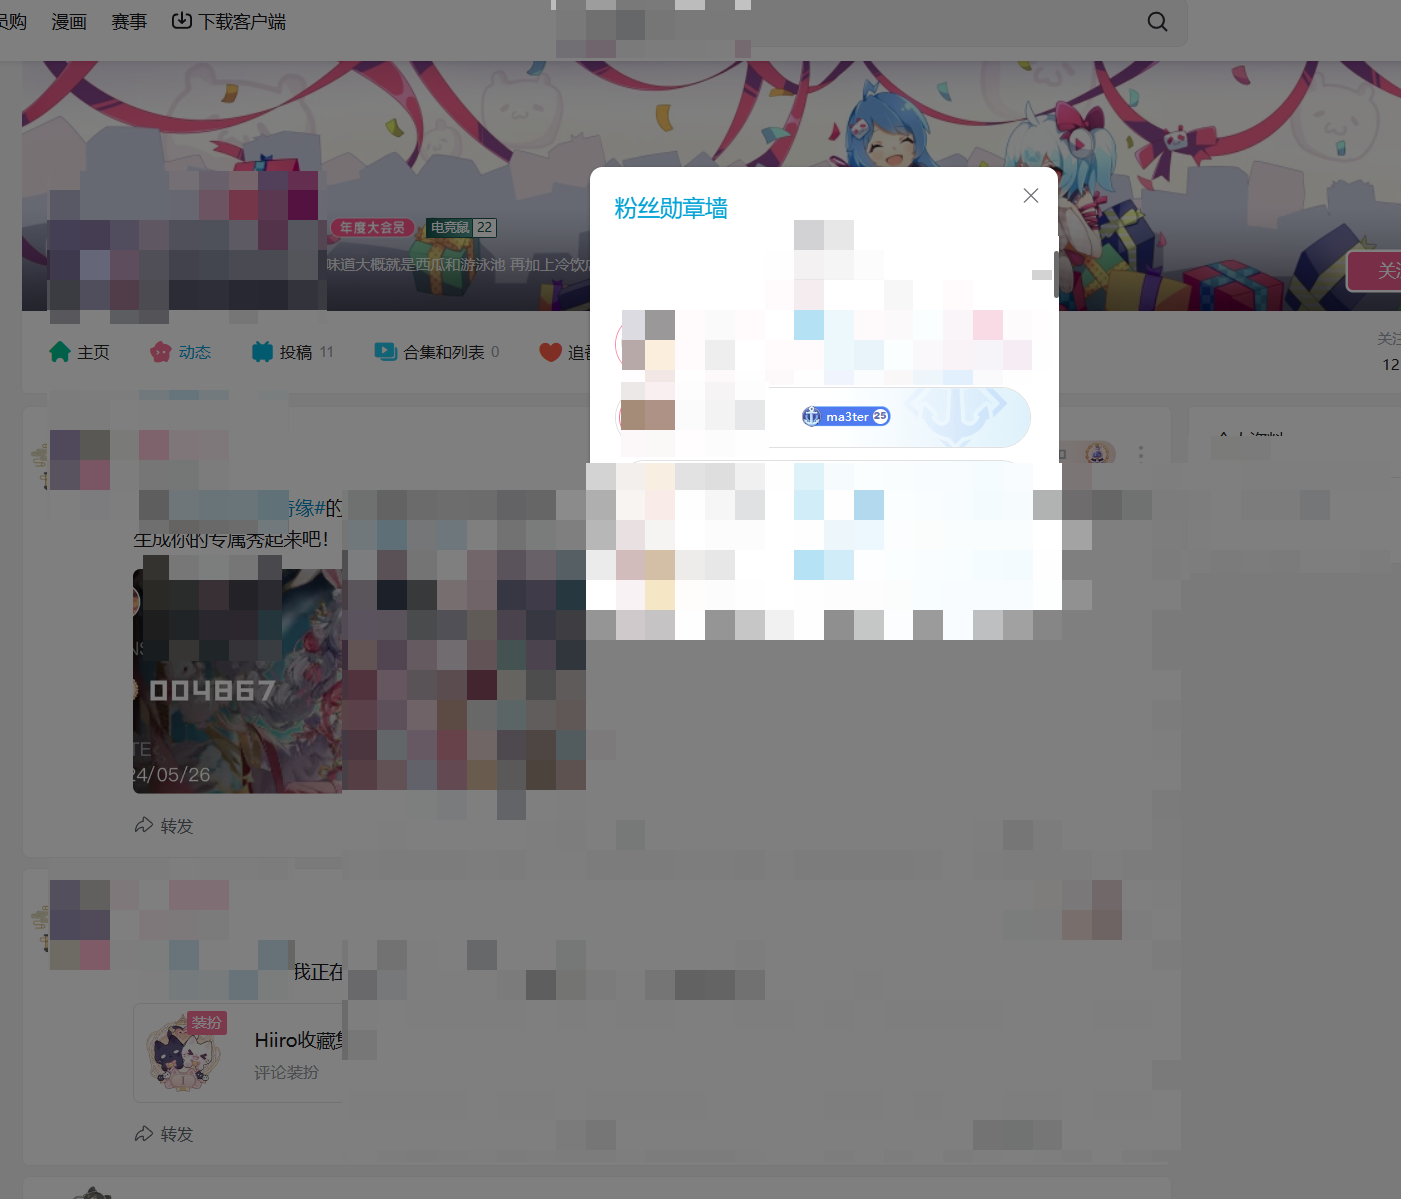 员购 漫画 赛事 下载客户端
粉丝勋章墙
年度大会员 电竞鼠 22
味道大概就是西瓜和游泳池 再加上冷饮
关
主页 动态 投稿 11 合集和列表 0 追
关注
12
ma3ter 25
奇缘#的
生成你的专属秀起来吧!
004867
TE
24/05/26
转发
我正在
装扮
Hiiro收藏集
评论装扮
转发